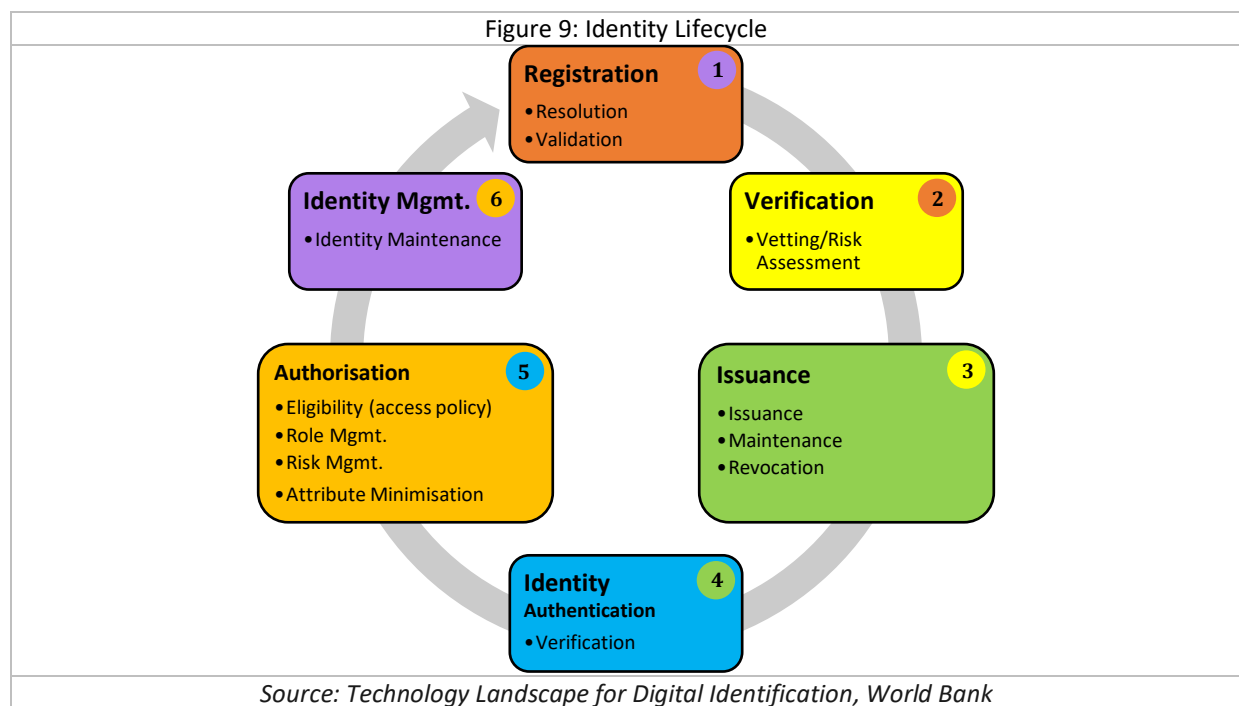 Figure 9: Identity Lifecycle
Registration 1
•Resolution
•Validation
Verification 2
•Vetting/Risk
Assessment
Issuance 3
•Issuance
•Maintenance
•Revocation
Identity 4
Authentication
•Verification
Authorisation 5
•Eligibility (access policy)
•Role Mgmt.
•Risk Mgmt.
•Attribute Minimisation
Identity Mgmt. 6
•Identity Maintenance
Source: Technology Landscape for Digital Identification, World Bank